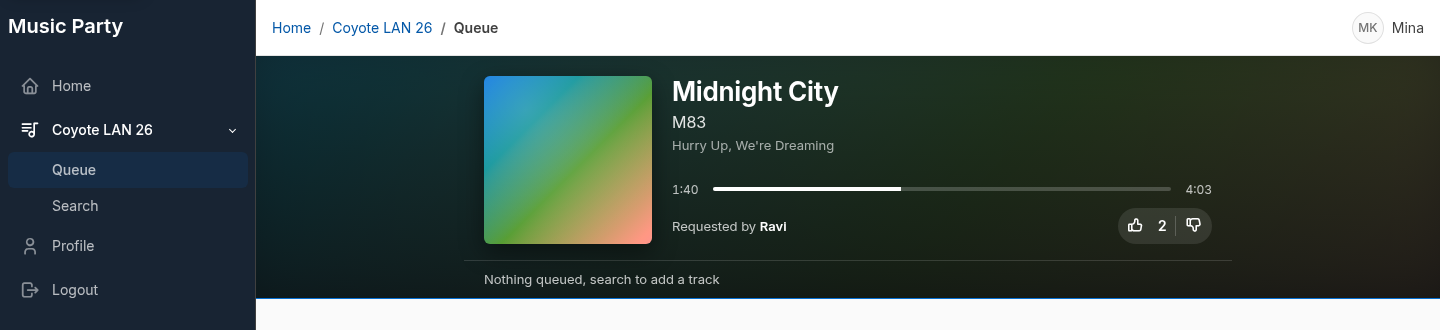 Music Party
Home / Coyote LAN 26 / Queue
MK Mina
Home
Coyote LAN 26
Queue
Search
Profile
Logout
Midnight City
M83
Hurry Up, We're Dreaming
1:40 4:03
Requested by Ravi
2
Nothing queued, search to add a track